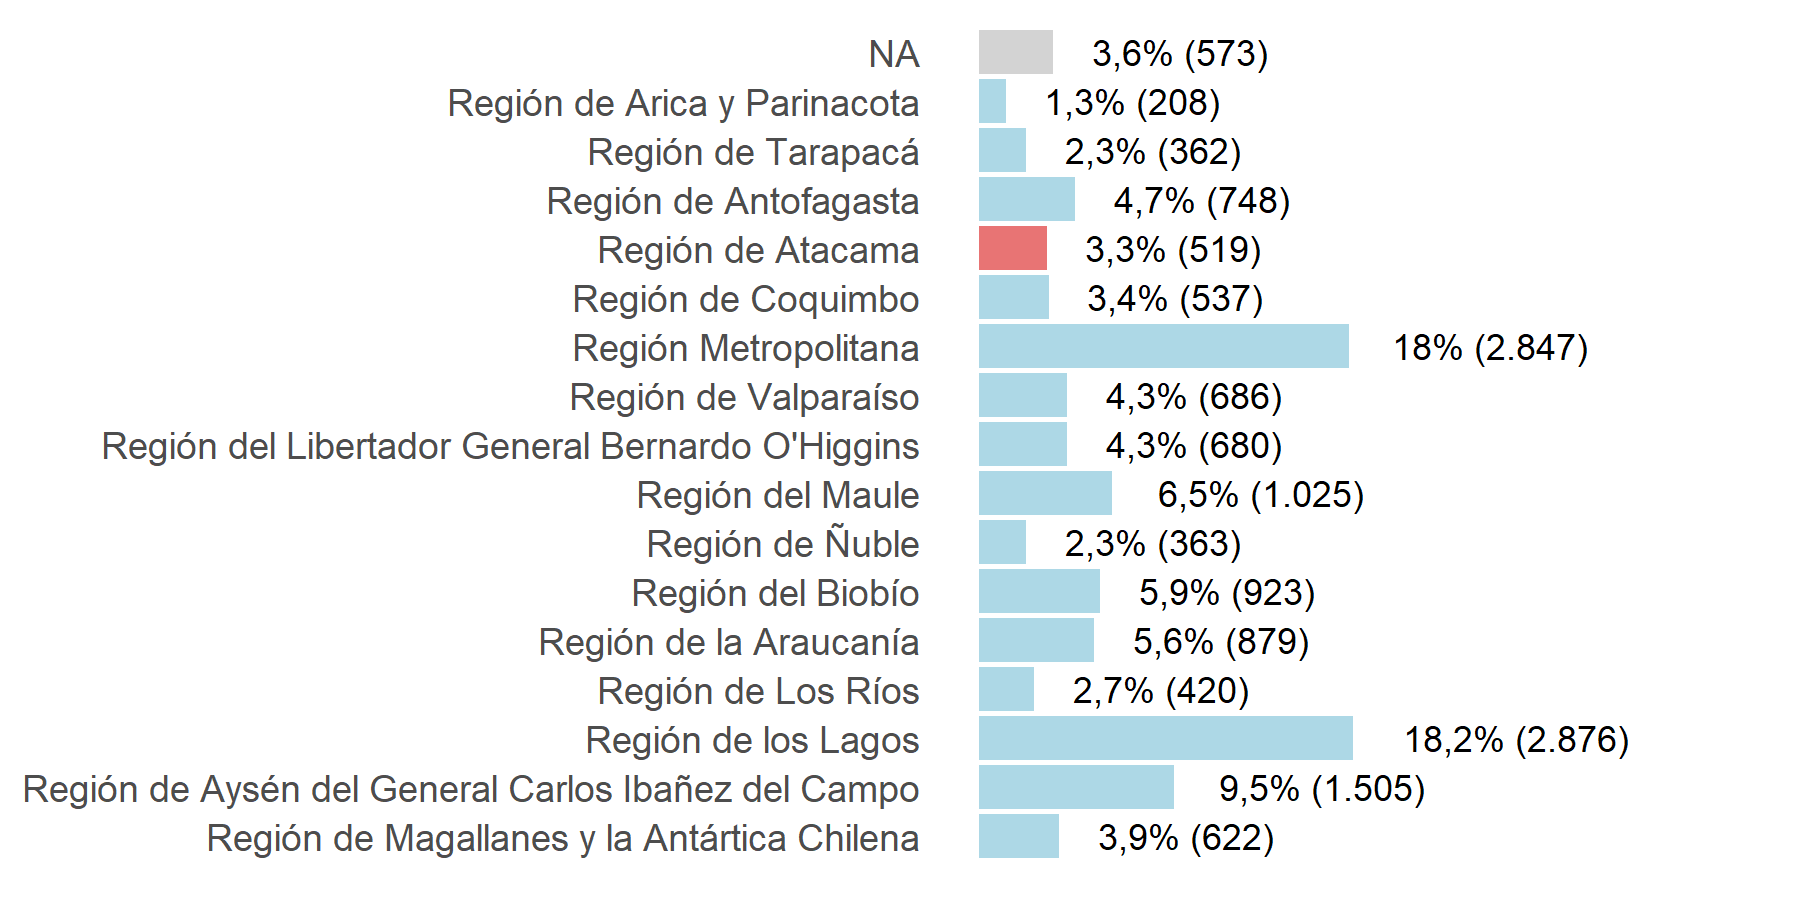 NA 3,6% (573)
Región de Arica y Parinacota 1,3% (208)
Región de Tarapacá 2,3% (362)
Región de Antofagasta 4,7% (748)
Región de Atacama 3,3% (519)
Región de Coquimbo 3,4% (537)
Región Metropolitana 18% (2.847)
Región de Valparaíso 4,3% (686)
Región del Libertador General Bernardo O'Higgins 4,3% (680)
Región del Maule 6,5% (1.025)
Región de Ñuble 2,3% (363)
Región del Biobío 5,9% (923)
Región de la Araucanía 5,6% (879)
Región de Los Ríos 2,7% (420)
Región de los Lagos 18,2% (2.876)
Región de Aysén del General Carlos Ibañez del Campo 9,5% (1.505)
Región de Magallanes y la Antártica Chilena 3,9% (622)